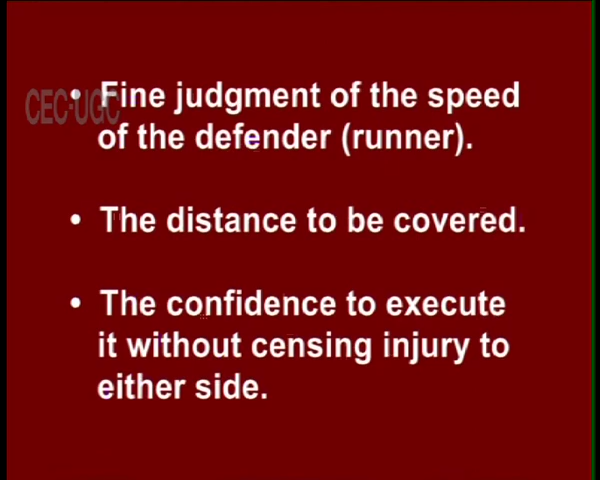 CEC-UGC
• Fine judgment of the speed
of the defender (runner).
• The distance to be covered.
• The confidence to execute
it without censing injury to
either side.